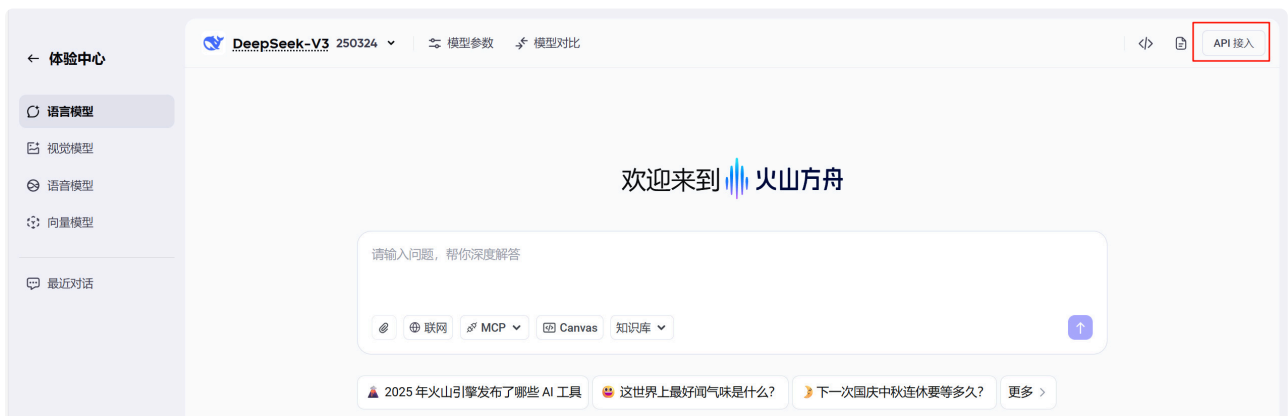 ← 体验中心
DeepSeek-V3 250324 模型参数 模型对比
API 接入
语言模型
视觉模型
语音模型
向量模型
最近对话
欢迎来到 火山方舟
请输入问题，帮你深度解答
联网 MCP Canvas 知识库
2025 年火山引擎发布了哪些 AI 工具 这世界上最好闻气味是什么？ 下一次国庆中秋连休要等多久？ 更多